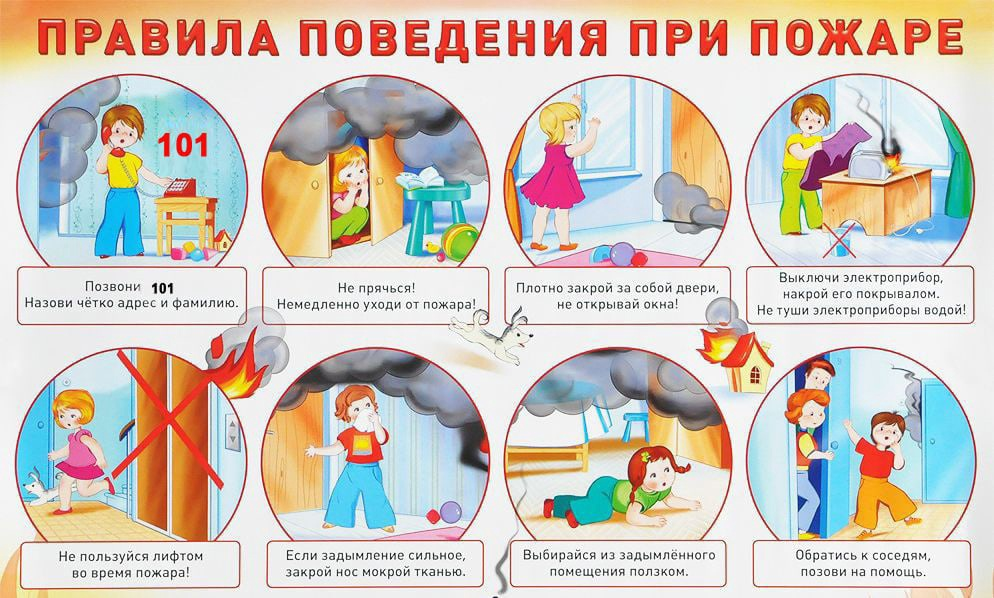 ПРАВИЛА ПОВЕДЕНИЯ ПРИ ПОЖАРЕ
101
Позвони 101
Назови чётко адрес и фамилию.
Не прячься!
Немедленно уходи от пожара!
Плотно закрой за собой двери,
не открывай окна!
Выключи электроприбор,
накрой его покрывалом.
Не туши электроприборы водой!
Не пользуйся лифтом
во время пожара!
Если задымление сильное,
закрой нос мокрой тканью.
Выбирайся из задымлённого
помещения ползком.
Обратись к соседям,
позови на помощь.